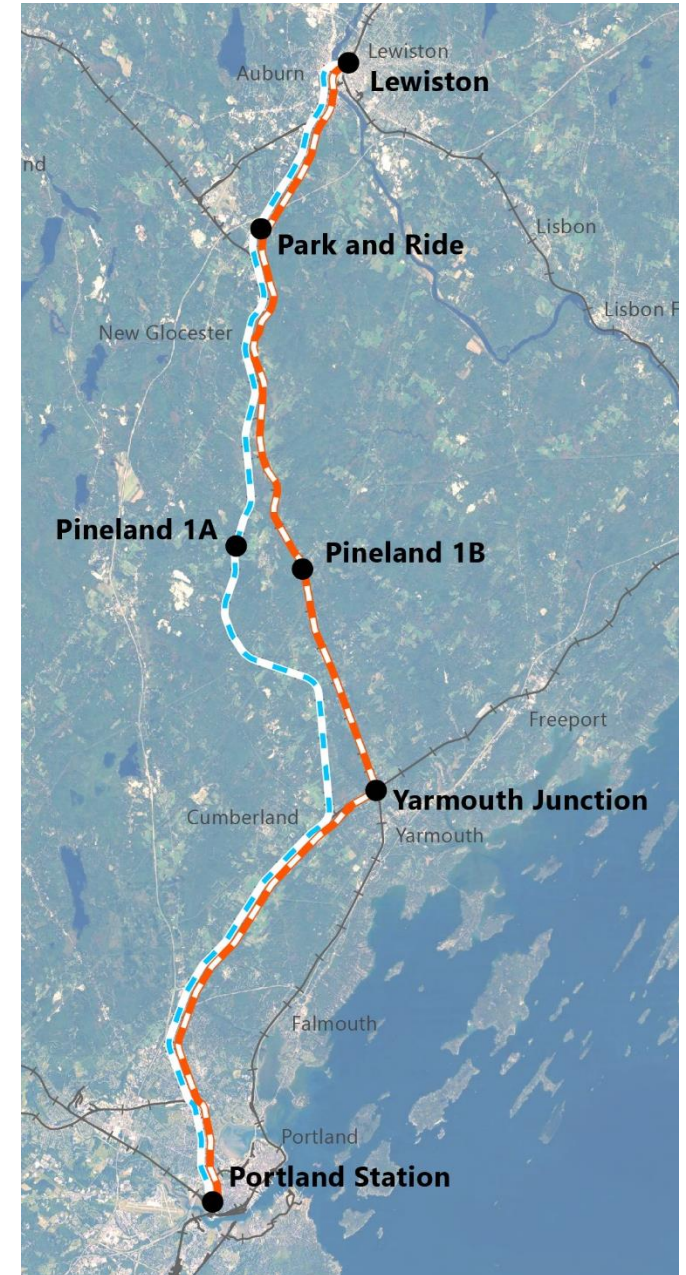 Lewiston
Auburn
Lewiston
nd
Park and Ride
Lisbon
Lisbon F
New Glocester
Pineland 1A
Pineland 1B
Freeport
Yarmouth Junction
Cumberland
Yarmouth
Falmouth
Portland
Portland Station